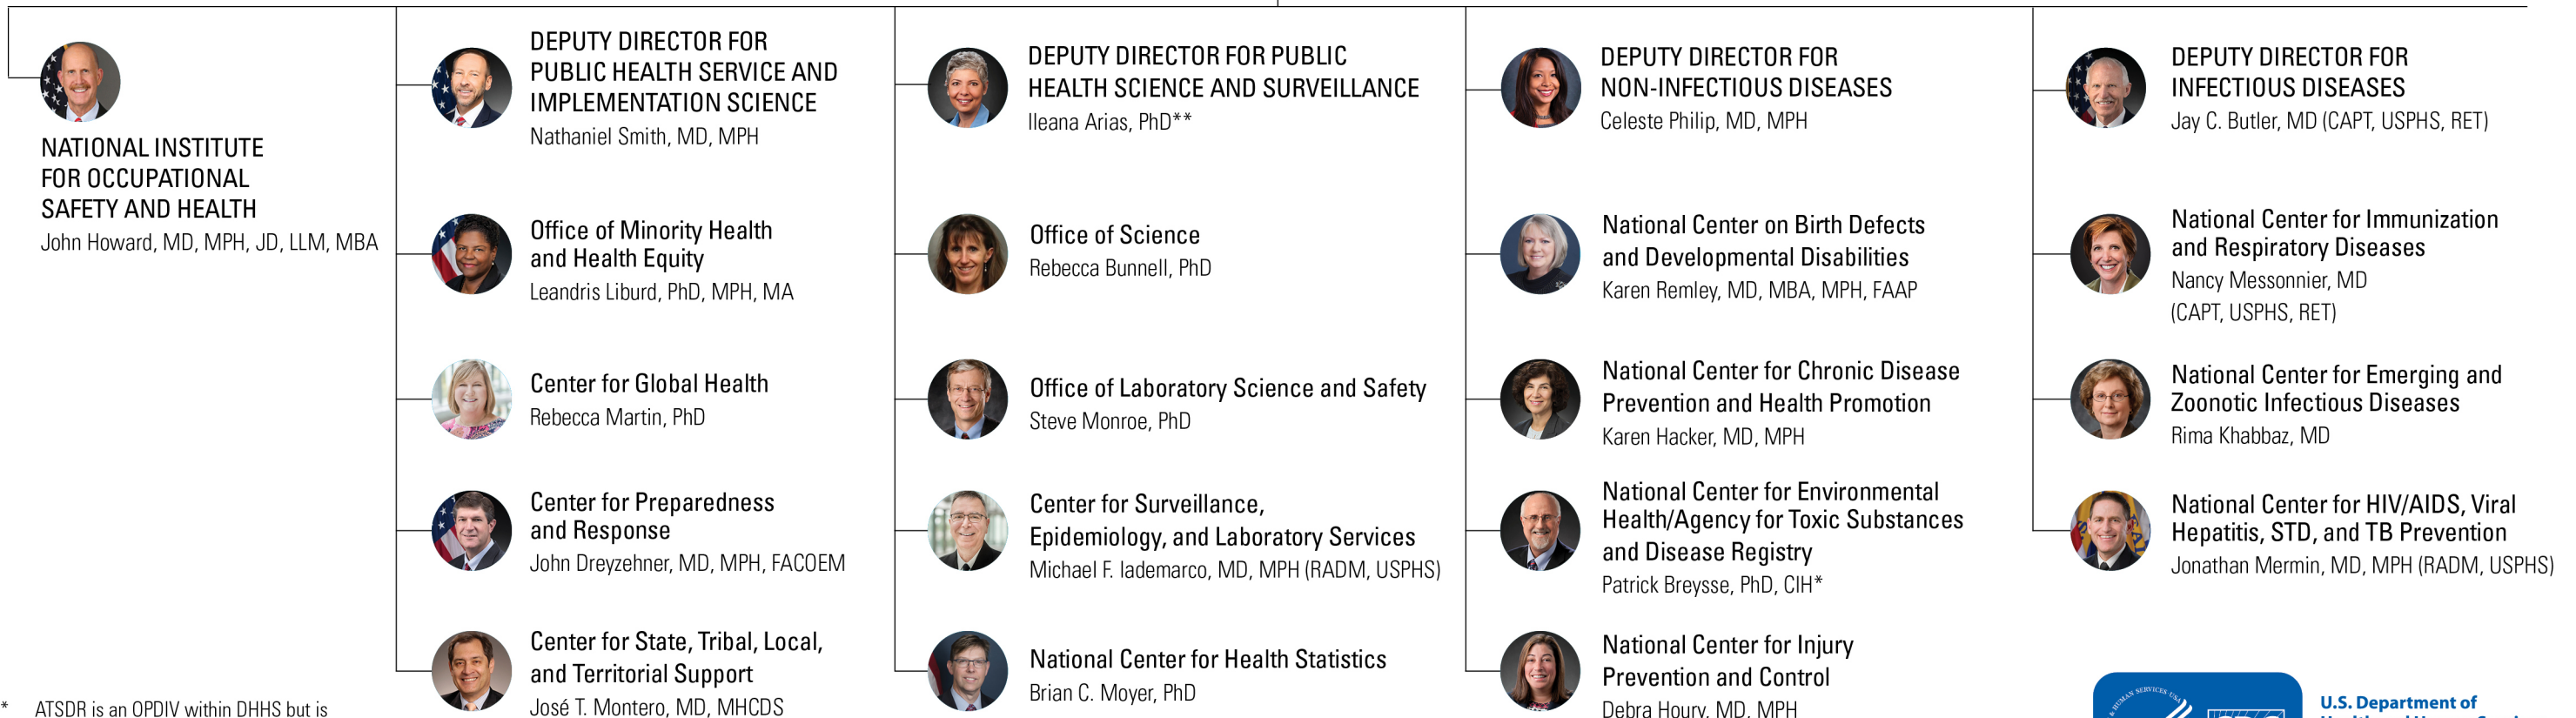 NATIONAL INSTITUTE
FOR OCCUPATIONAL
SAFETY AND HEALTH
John Howard, MD, MPH, JD, LLM, MBA
DEPUTY DIRECTOR FOR
PUBLIC HEALTH SERVICE AND
IMPLEMENTATION SCIENCE
Nathaniel Smith, MD, MPH
Office of Minority Health
and Health Equity
Leandris Liburd, PhD, MPH, MA
Center for Global Health
Rebecca Martin, PhD
Center for Preparedness
and Response
John Dreyzehner, MD, MPH, FACOEM
Center for State, Tribal, Local,
and Territorial Support
José T. Montero, MD, MHCDS
DEPUTY DIRECTOR FOR PUBLIC
HEALTH SCIENCE AND SURVEILLANCE
Ileana Arias, PhD**
Office of Science
Rebecca Bunnell, PhD
Office of Laboratory Science and Safety
Steve Monroe, PhD
Center for Surveillance,
Epidemiology, and Laboratory Services
Michael F. Iademarco, MD, MPH (RADM, USPHS)
National Center for Health Statistics
Brian C. Moyer, PhD
DEPUTY DIRECTOR FOR
NON-INFECTIOUS DISEASES
Celeste Philip, MD, MPH
National Center on Birth Defects
and Developmental Disabilities
Karen Remley, MD, MBA, MPH, FAAP
National Center for Chronic Disease
Prevention and Health Promotion
Karen Hacker, MD, MPH
National Center for Environmental
Health/Agency for Toxic Substances
and Disease Registry
Patrick Breysse, PhD, CIH*
National Center for Injury
Prevention and Control
Debra Houry, MD, MPH
DEPUTY DIRECTOR FOR
INFECTIOUS DISEASES
Jay C. Butler, MD (CAPT, USPHS, RET)
National Center for Immunization
and Respiratory Diseases
Nancy Messonnier, MD
(CAPT, USPHS, RET)
National Center for Emerging and
Zoonotic Infectious Diseases
Rima Khabbaz, MD
National Center for HIV/AIDS, Viral
Hepatitis, STD, and TB Prevention
Jonathan Mermin, MD, MPH (RADM, USPHS)
* ATSDR is an OPDIV within DHHS but is
& HUMAN SERVICES USA
U.S. Department of